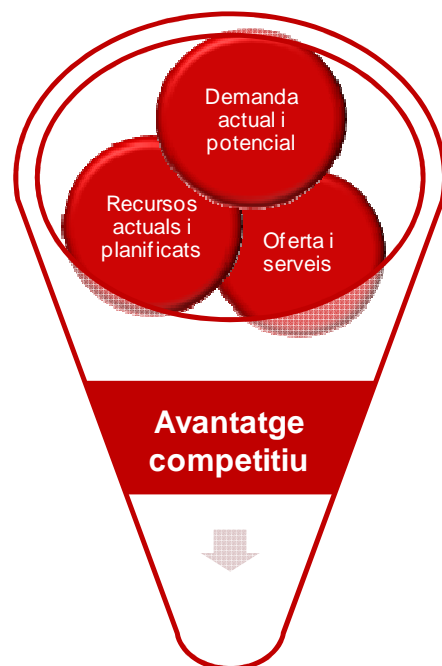 Demanda
actual i
potencial
Recursos
actuals i
planificats
Oferta i
serveis
Avantatge
competitiu